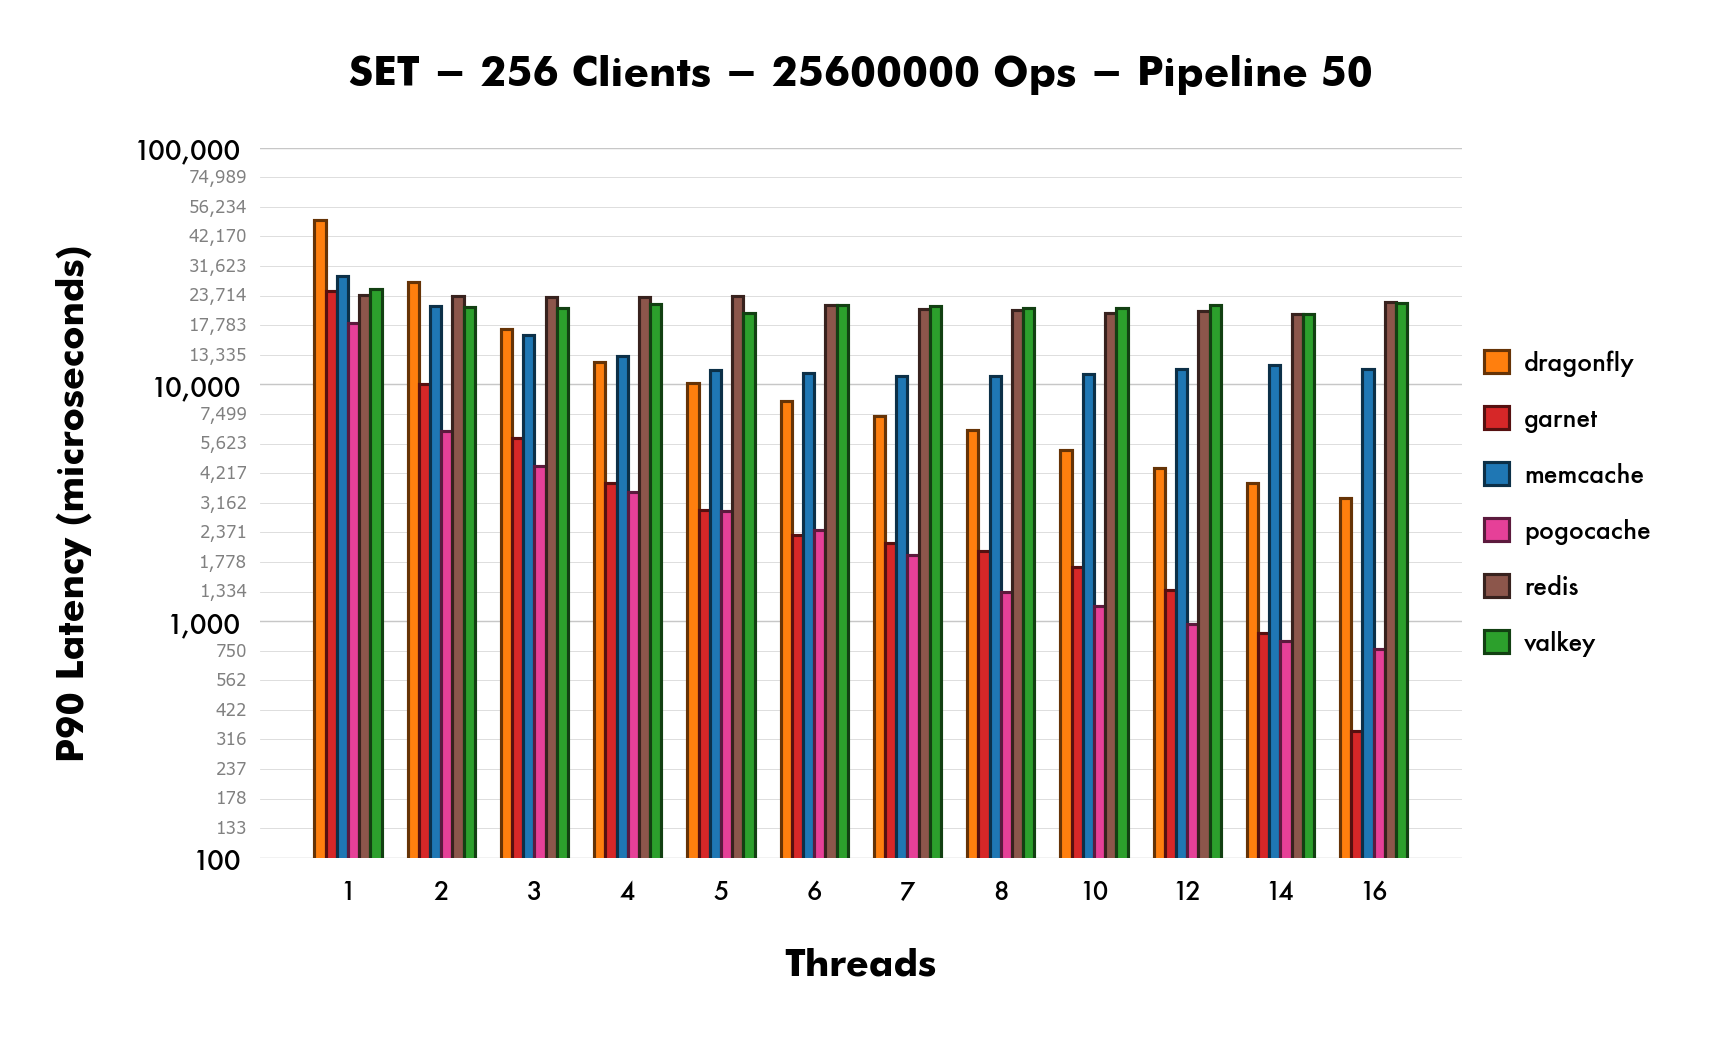 SET – 256 Clients – 25600000 Ops – Pipeline 50
P90 Latency (microseconds)
100,000
74,989
56,234
42,170
31,623
23,714
17,783
13,335
10,000
7,499
5,623
4,217
3,162
2,371
1,778
1,334
1,000
750
562
422
316
237
178
133
100
1 2 3 4 5 6 7 8 10 12 14 16
Threads
dragonfly
garnet
memcache
pogocache
redis
valkey